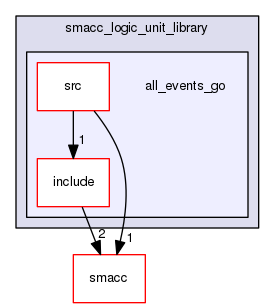 smacc_logic_unit_library
src
all_events_go
1
include
2
1
smacc